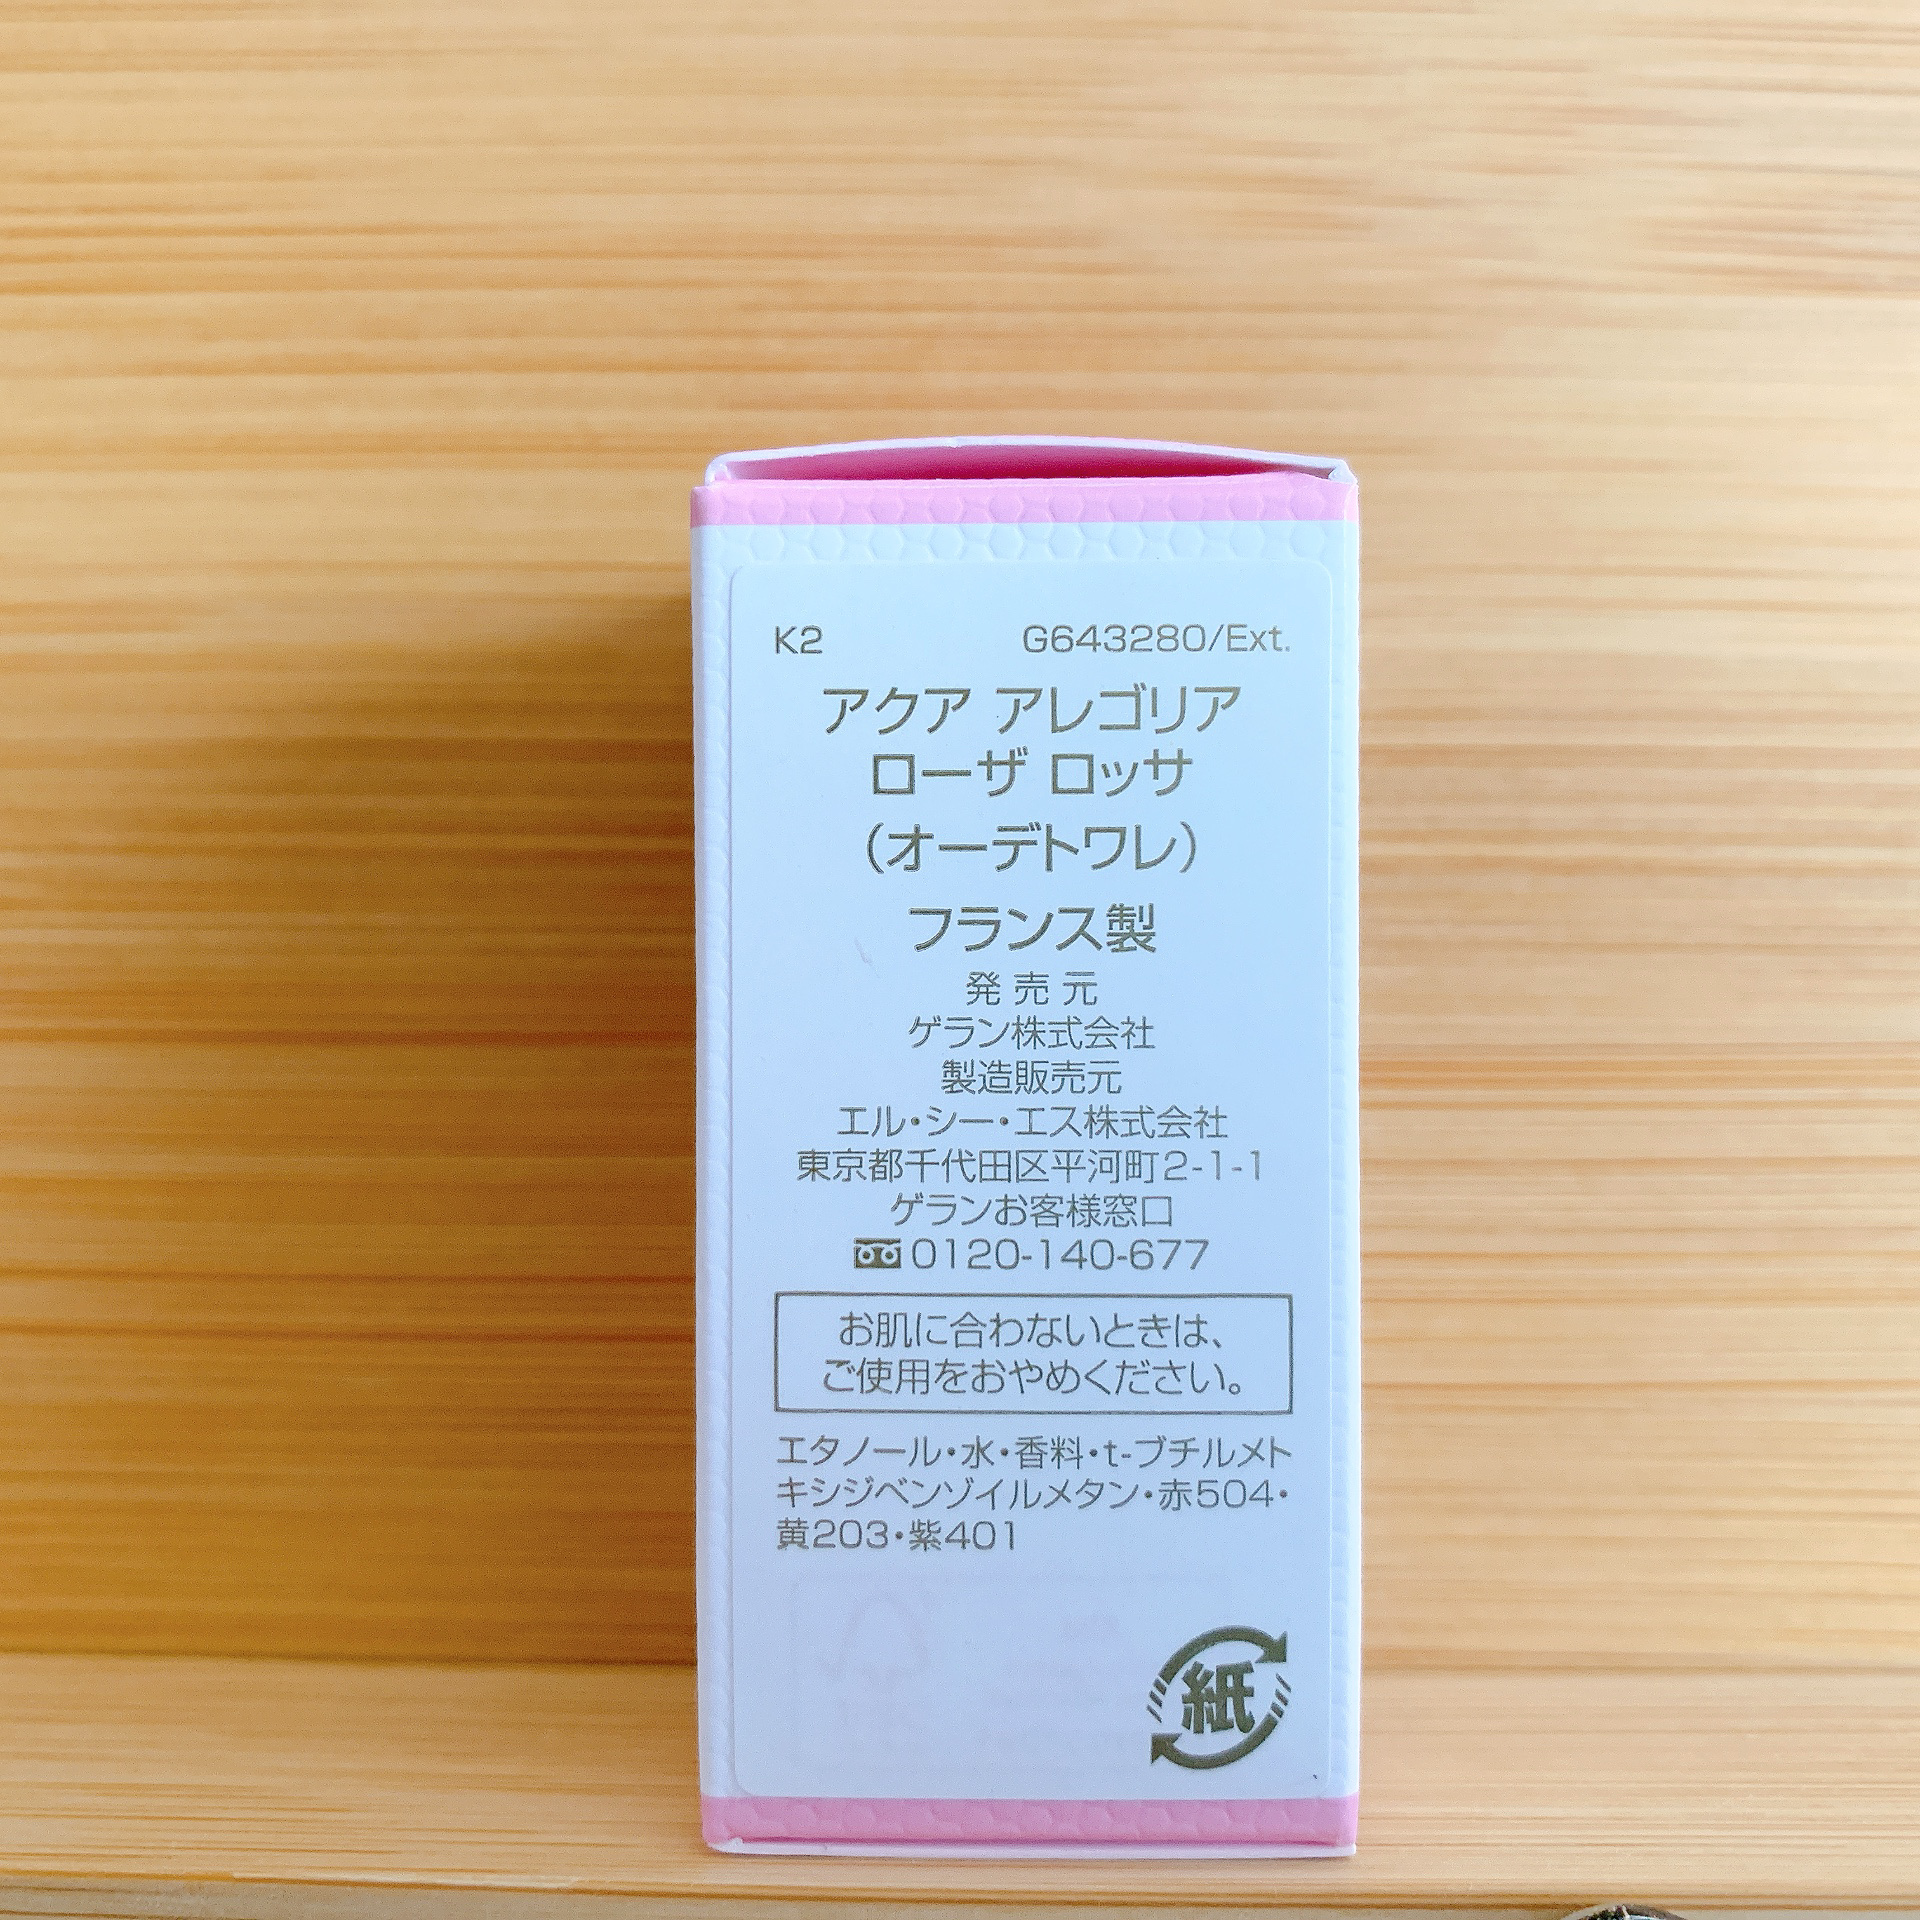 K2 G643280/Ext.
アクア アレゴリア
ローザ ロッサ
（オーデトワレ）
フランス製
発売元
ゲラン株式会社
製造販売元
エル・シー・エス株式会社
東京都千代田区平河町2-1-1
ゲランお客様窓口
0120-140-677
お肌に合わないときは、
ご使用をおやめください。
エタノール・水・香料・t-ブチルメト
キシジベンゾイルメタン・赤504・
黄203・紫401
紙